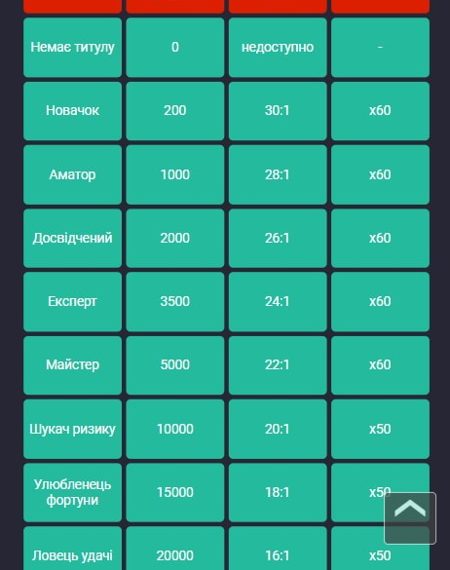 Немає титулу 0 недоступно -
Новачок 200 30:1 x60
Аматор 1000 28:1 x60
Досвідчений 2000 26:1 x60
Експерт 3500 24:1 x60
Майстер 5000 22:1 x60
Шукач ризику 10000 20:1 x50
Улюбленець
фортуни 15000 18:1 x50
Ловець удачі 20000 16:1 x50